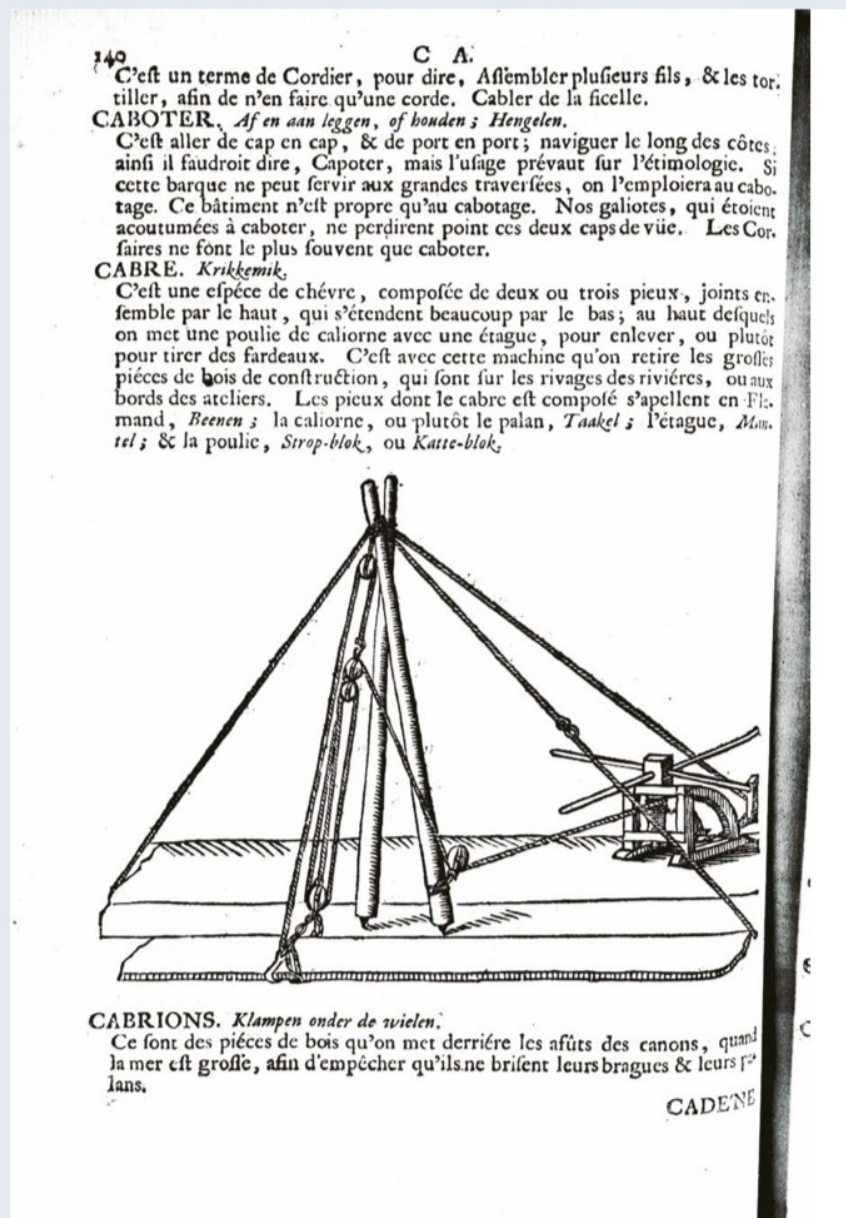 140 C A.
C'eſt un terme de Cordier, pour dire, Aſſembler pluſieurs fils, & les tor-
tiller, afin de n'en faire qu'une corde. Cabler de la ficelle.
CABOTER. Af en aan leggen, of houden; Hengelen.
C'eſt aller de cap en cap, & de port en port; naviguer le long des côtes;
ainſi il faudroit dire, Capoter, mais l'uſage prévaut ſur l'étimologie. Si
cette barque ne peut ſervir aux grandes traverſées, on l'emploiera au cabo-
tage. Ce bâtiment n'eſt propre qu'au cabotage. Nos galiotes, qui étoient
acoutumées à caboter, ne perdirent point ces deux caps de vüe. Les Cor-
ſaires ne font le plus ſouvent que caboter.
CABRE. Krikkemik.
C'eſt une eſpéce de chévre, compoſée de deux ou trois pieux, joints en-
ſemble par le haut, qui s'étendent beaucoup par le bas; au haut deſquels
on met une poulie de caliorne avec une étague, pour enlever, ou plutôt
pour tirer des fardeaux. C'eſt avec cette machine qu'on retire les groſſes
piéces de bois de conſtruction, qui ſont ſur les rivages des riviéres, ou aux
bords des ateliers. Les pieux dont le cabre eſt compoſé s'apellent en Fla-
mand, Beenen; la caliorne, ou plutôt le palan, Taakel; l'étague, Man-
tel; & la poulie, Strop-blok, ou Katte-blok.
CABRIONS. Klampen onder de wielen.
Ce ſont des piéces de bois qu'on met derriére les afûts des canons, quand
la mer eſt groſſe, afin d'empêcher qu'ils ne briſent leurs bragues & leurs pa-
lans.
CADENE